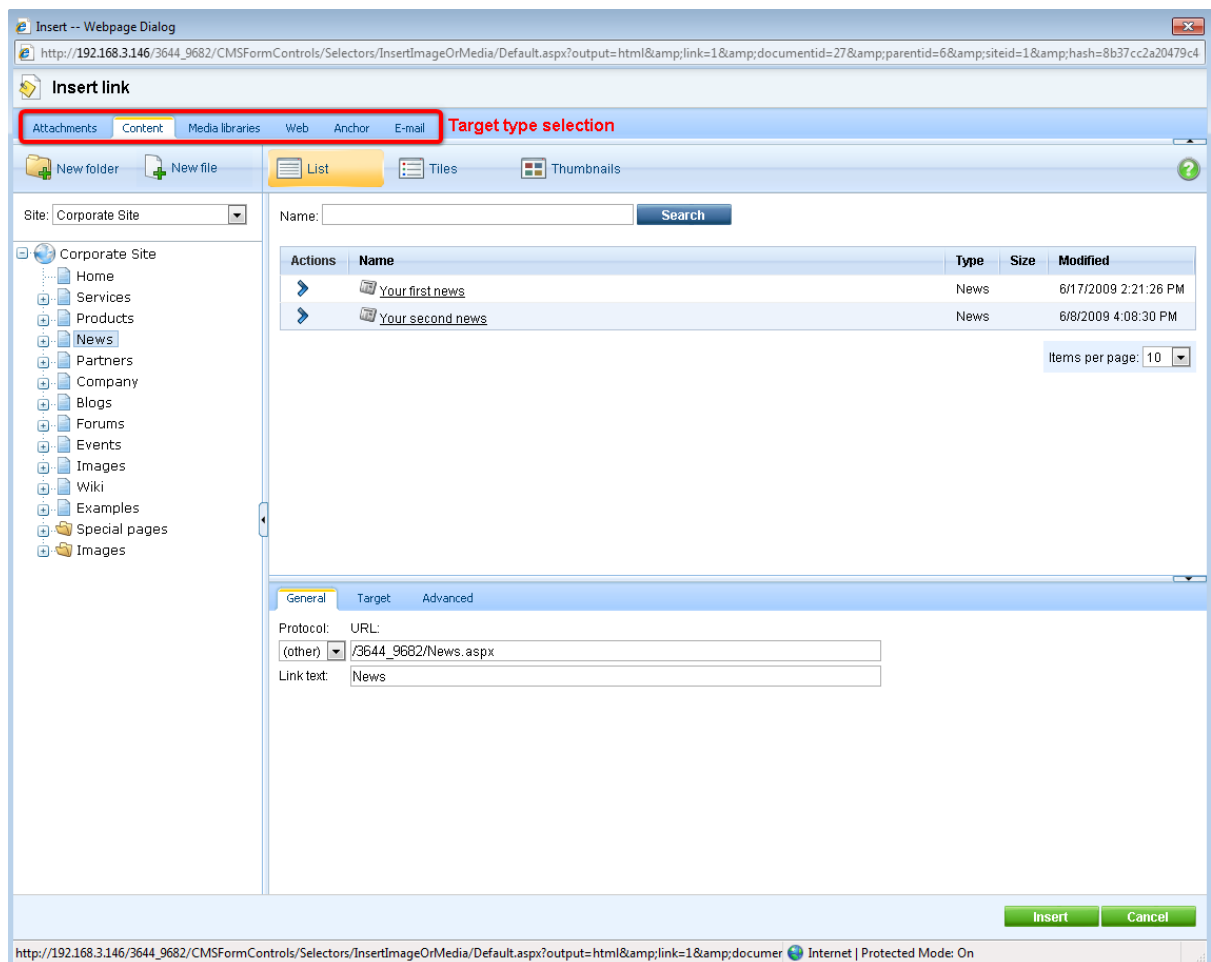 Insert -- Webpage Dialog
http://192.168.3.146/3644_9682/CMSFormControls/Selectors/InsertImageOrMedia/Default.aspx?output=html&amp;link=1&amp;documentid=27&amp;parentid=6&amp;siteid=1&amp;hash=8b37cc2a20479c4
Insert link
Attachments Content Media libraries Web Anchor E-mail Target type selection
New folder New file List Tiles Thumbnails
Site: Corporate Site Name: Search
Corporate Site
Home
Services
Products
News
Partners
Company
Blogs
Forums
Events
Images
Wiki
Examples
Special pages
Images
Actions Name Type Size Modified
Your first news News 6/17/2009 2:21:26 PM
Your second news News 6/8/2009 4:08:30 PM
Items per page: 10
General Target Advanced
Protocol: URL:
(other) /3644_9682/News.aspx
Link text: News
Insert Cancel
http://192.168.3.146/3644_9682/CMSFormControls/Selectors/InsertImageOrMedia/Default.aspx?output=html&amp;link=1&amp;documer Internet | Protected Mode: On